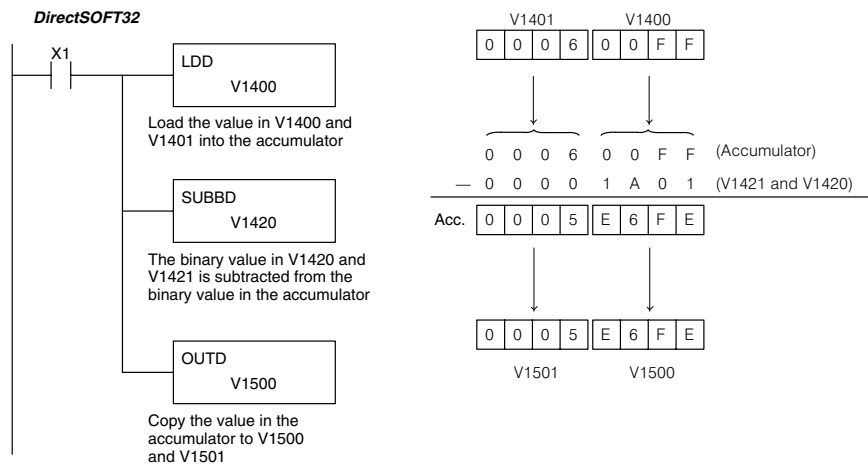 DirectSOFT32
X1
LDD
V1400
Load the value in V1400 and
V1401 into the accumulator
SUBBD
V1420
The binary value in V1420 and
V1421 is subtracted from the
binary value in the accumulator
OUTD
V1500
Copy the value in the
accumulator to V1500
and V1501
V1401 V1400
0 0 0 6 0 0 F F
0 0 0 6 0 0 F F (Accumulator)
— 0 0 0 0 1 A 0 1 (V1421 and V1420)
Acc. 0 0 0 5 E 6 F E
0 0 0 5 E 6 F E
V1501 V1500